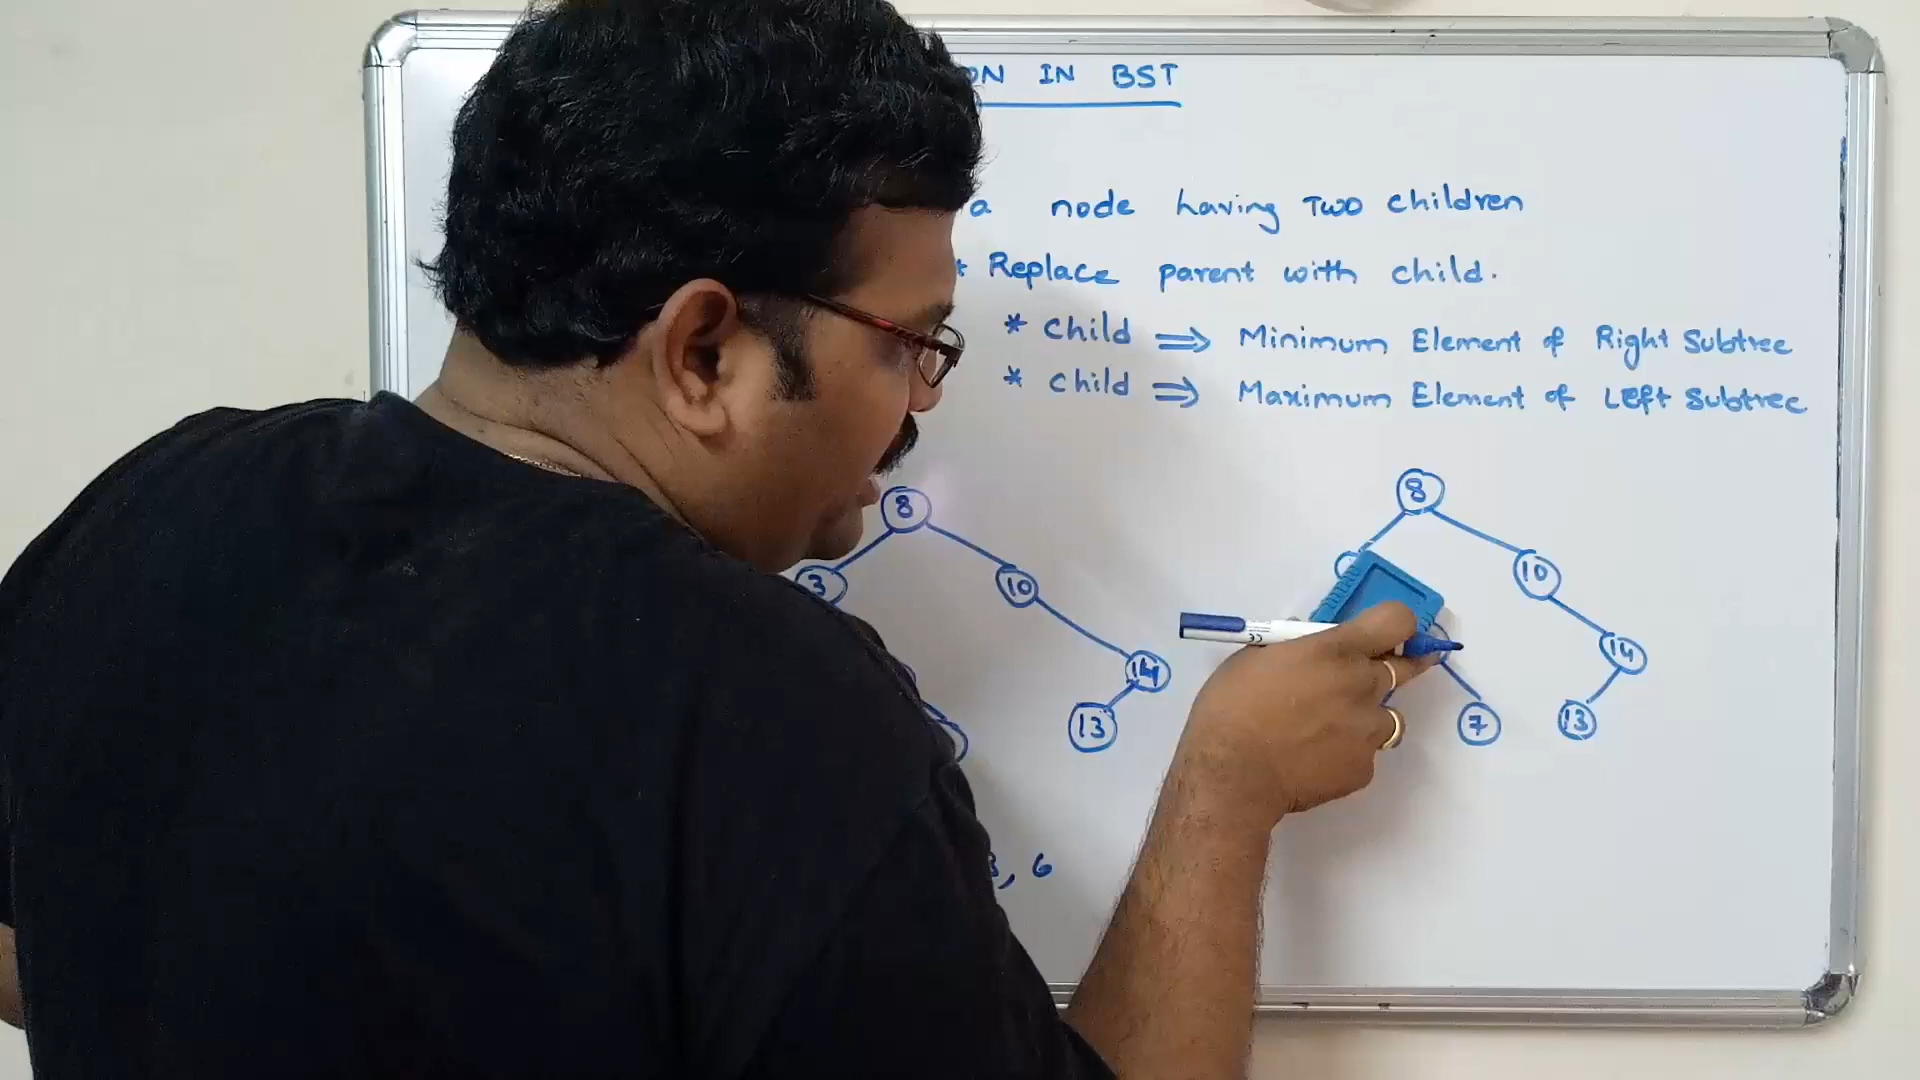 ON IN BST
a node having Two children
* Replace parent with child.
* child ⇒ Minimum Element of Right Subtree
* child ⇒ Maximum Element of Left Subtree
8
8
3
10
10
14
14
13
7
13
3, 6